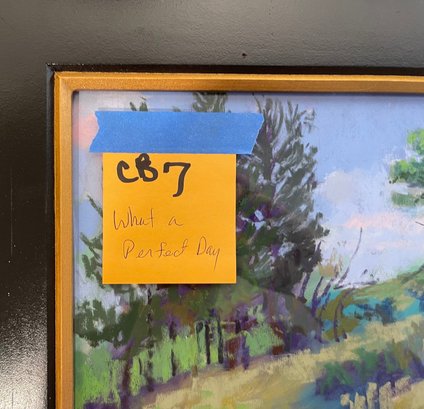 CB7
What a
Perfect Day